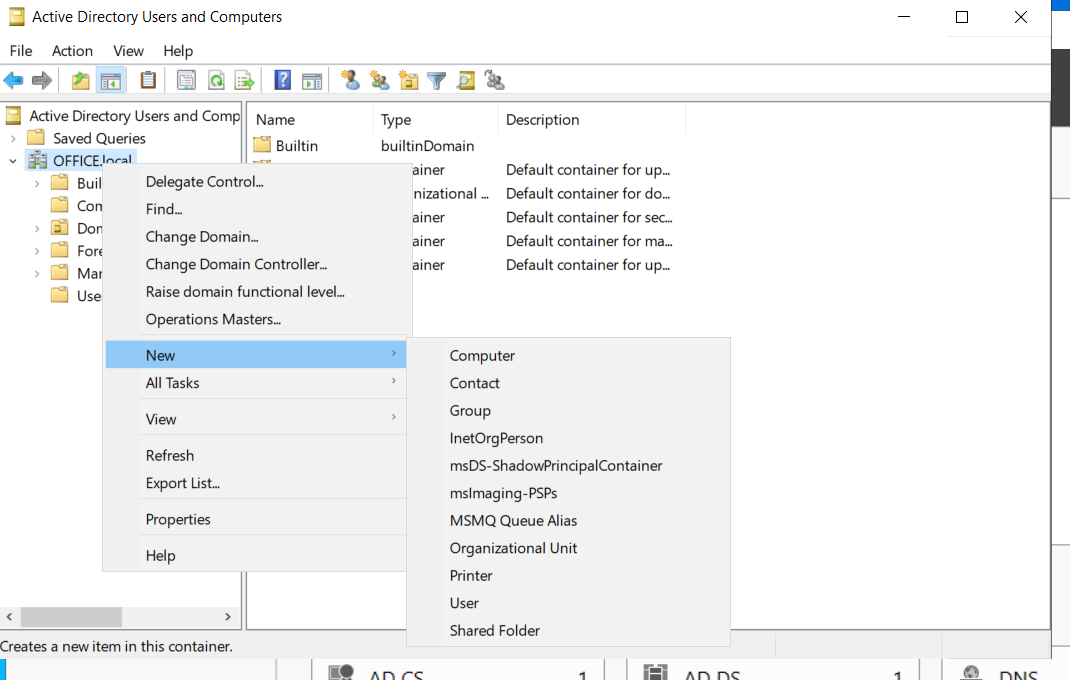 Active Directory Users and Computers
File Action View Help
Active Directory Users and Comp
Saved Queries
OFFICE.local
Buil
Com
Dom
Fore
Man
Use
Name Type Description
Builtin builtinDomain
ainer Default container for up...
nizational ... Default container for do...
ainer Default container for sec...
ainer Default container for ma...
ainer Default container for up...
Delegate Control...
Find...
Change Domain...
Change Domain Controller...
Raise domain functional level...
Operations Masters...
New
All Tasks
View
Refresh
Export List...
Properties
Help
Computer
Contact
Group
InetOrgPerson
msDS-ShadowPrincipalContainer
msImaging-PSPs
MSMQ Queue Alias
Organizational Unit
Printer
User
Shared Folder
Creates a new item in this container.
AD CS 1
AD DS 1
DNS